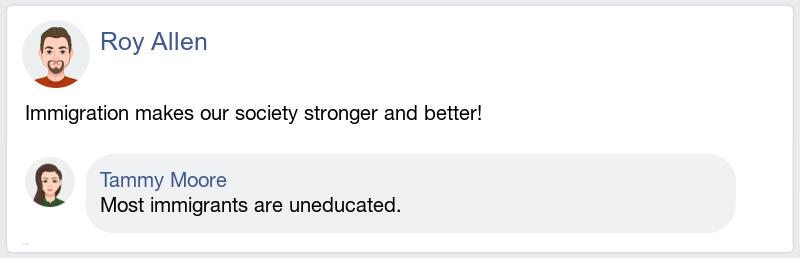 Roy Allen
Immigration makes our society stronger and better!
Tammy Moore
Most immigrants are uneducated.